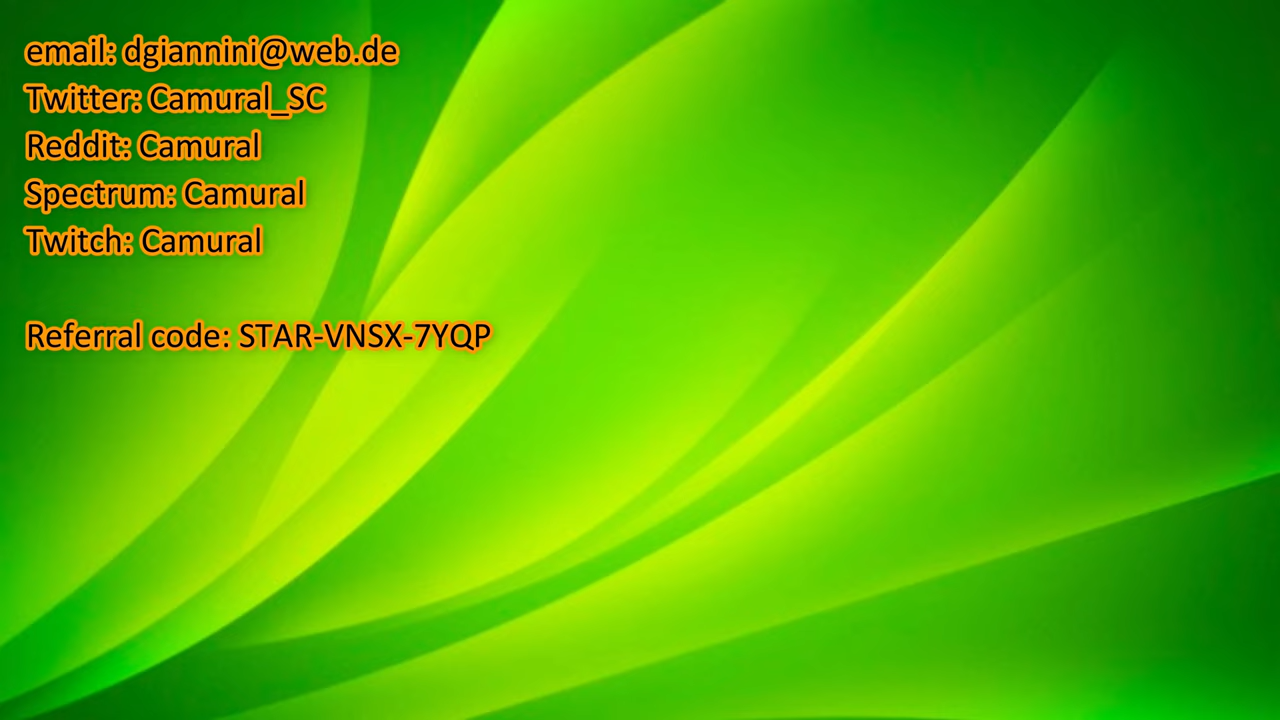 email: dgiannini@web.de
Twitter: Camural_SC
Reddit: Camural
Spectrum: Camural
Twitch: Camural
Referral code: STAR-VNSX-7YQP